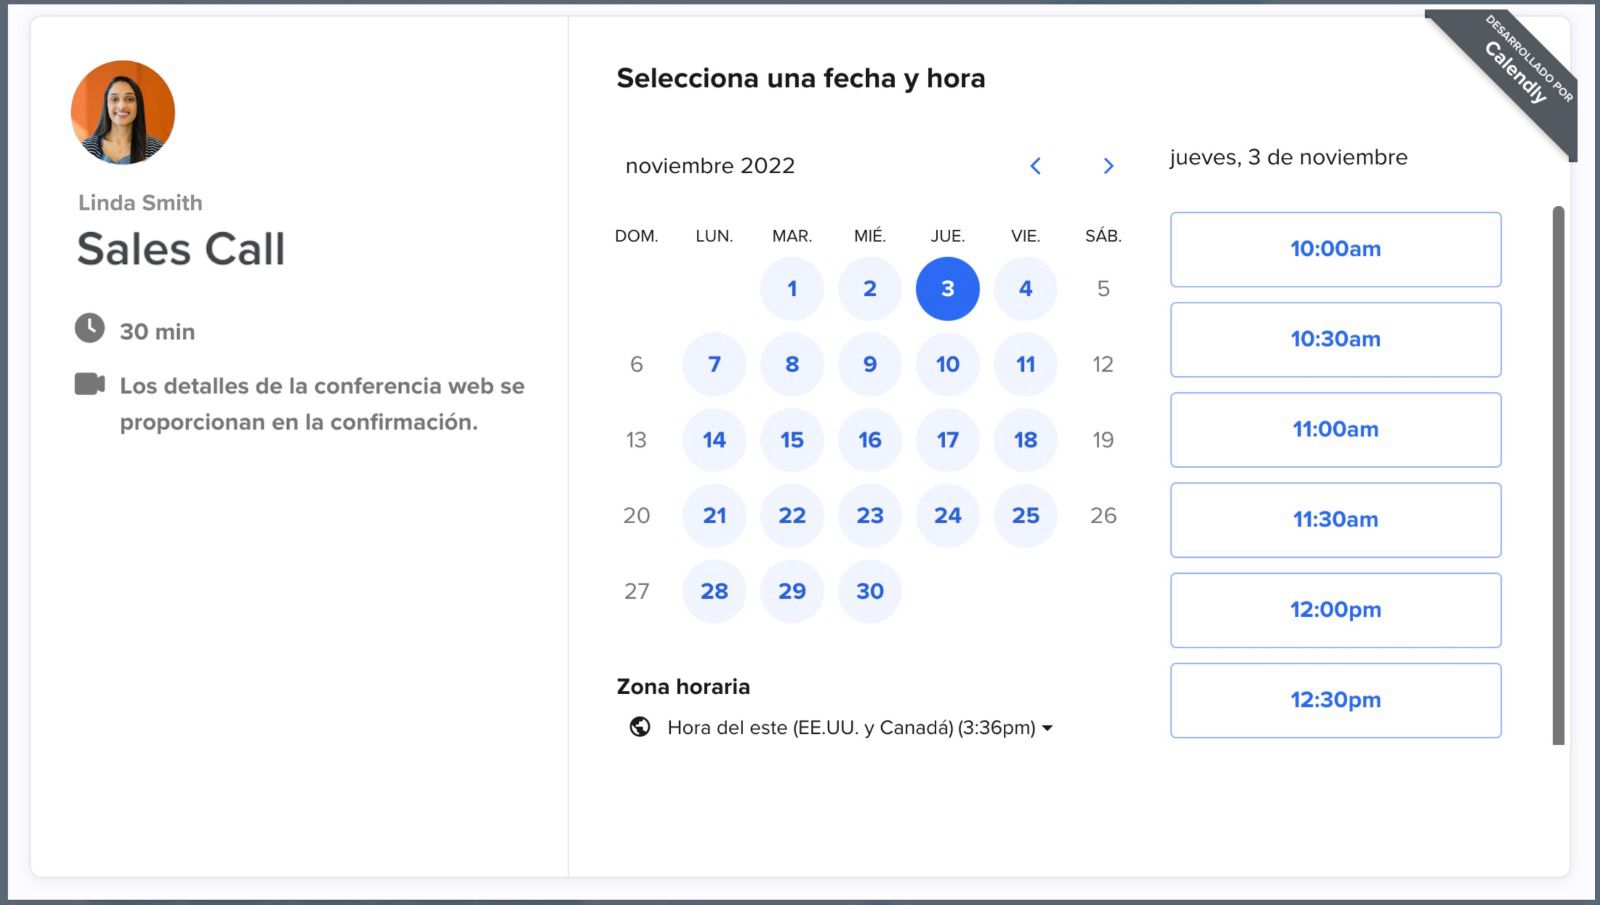 Linda Smith
Sales Call
30 min
Los detalles de la conferencia web se
proporcionan en la confirmación.
Selecciona una fecha y hora
noviembre 2022
DOM. LUN. MAR. MIÉ. JUE. VIE. SÁB.
1 2 3 4 5
6 7 8 9 10 11 12
13 14 15 16 17 18 19
20 21 22 23 24 25 26
27 28 29 30
Zona horaria
Hora del este (EE.UU. y Canadá) (3:36pm)
jueves, 3 de noviembre
10:00am
10:30am
11:00am
11:30am
12:00pm
12:30pm
DESARROLLADO POR
Calendly